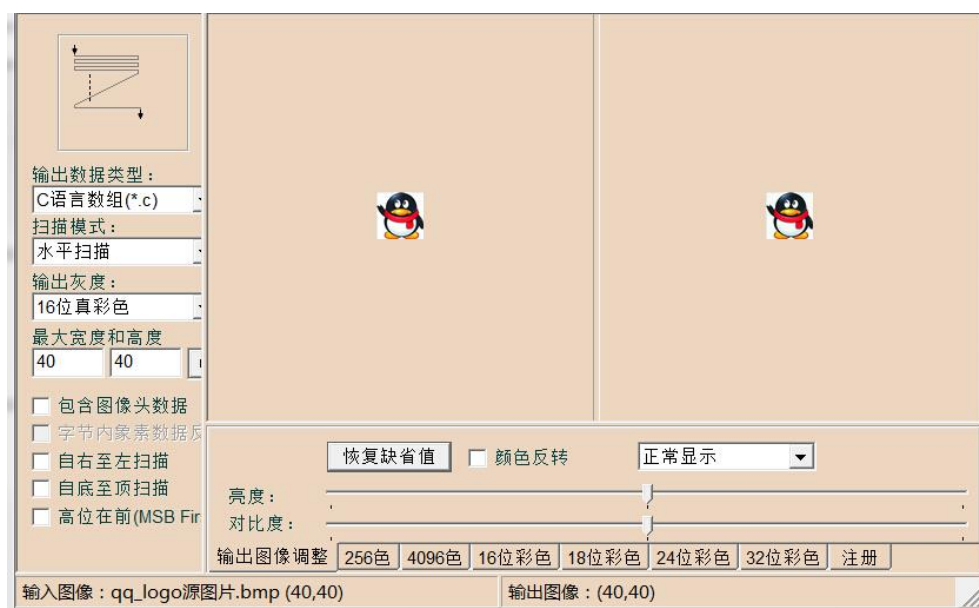 输出数据类型：
C语言数组(*.c)
扫描模式：
水平扫描
输出灰度：
16位真彩色
最大宽度和高度
40 40
包含图像头数据
字节内象素数据反
自右至左扫描
自底至顶扫描
高位在前(MSB Fir
恢复缺省值 颜色反转 正常显示
亮度：
对比度：
输出图像调整 256色 4096色 16位彩色 18位彩色 24位彩色 32位彩色 注册
输入图像：qq_logo源图片.bmp (40,40) 输出图像：(40,40)